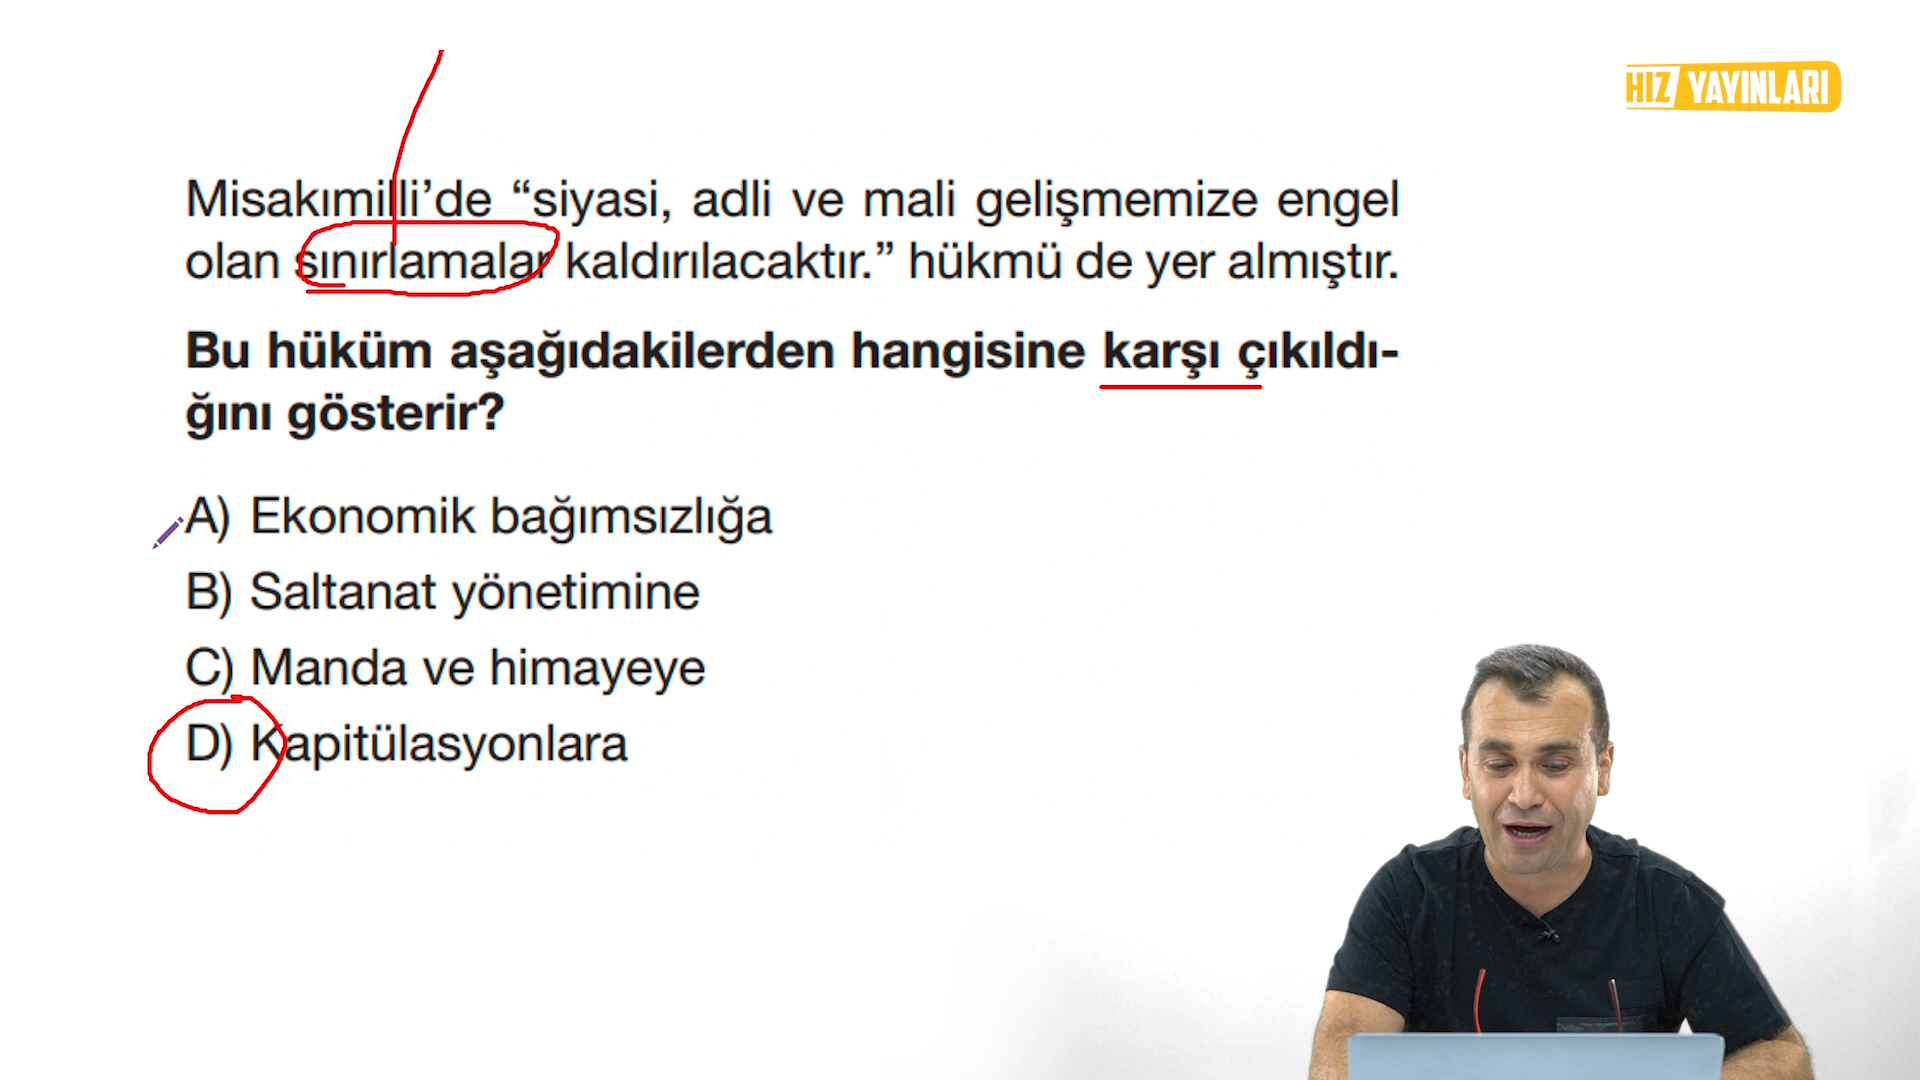 HIZ YAYINLARI
Misakımilli’de “siyasi, adli ve mali gelişmemize engel
olan sınırlamalar kaldırılacaktır.” hükmü de yer almıştır.
Bu hüküm aşağıdakilerden hangisine karşı çıkıldı-
ğını gösterir?
A) Ekonomik bağımsızlığa
B) Saltanat yönetimine
C) Manda ve himayeye
D) Kapitülasyonlara